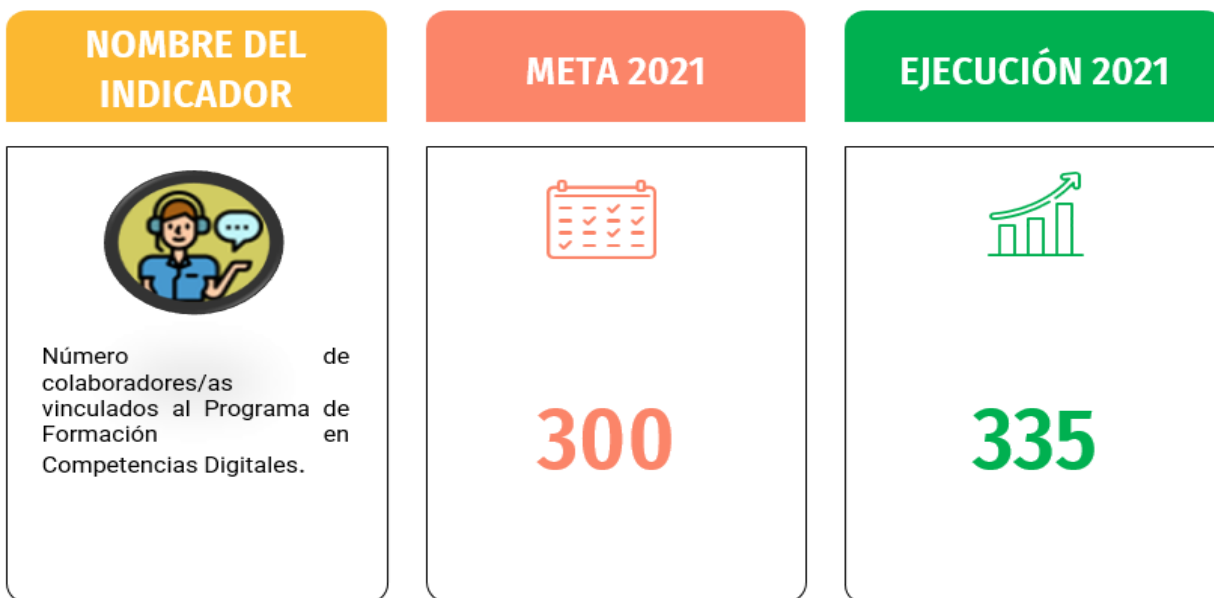 NOMBRE DEL
INDICADOR
META 2021
EJECUCIÓN 2021
Número de
colaboradores/as
vinculados al Programa de
Formación en
Competencias Digitales.
300
335